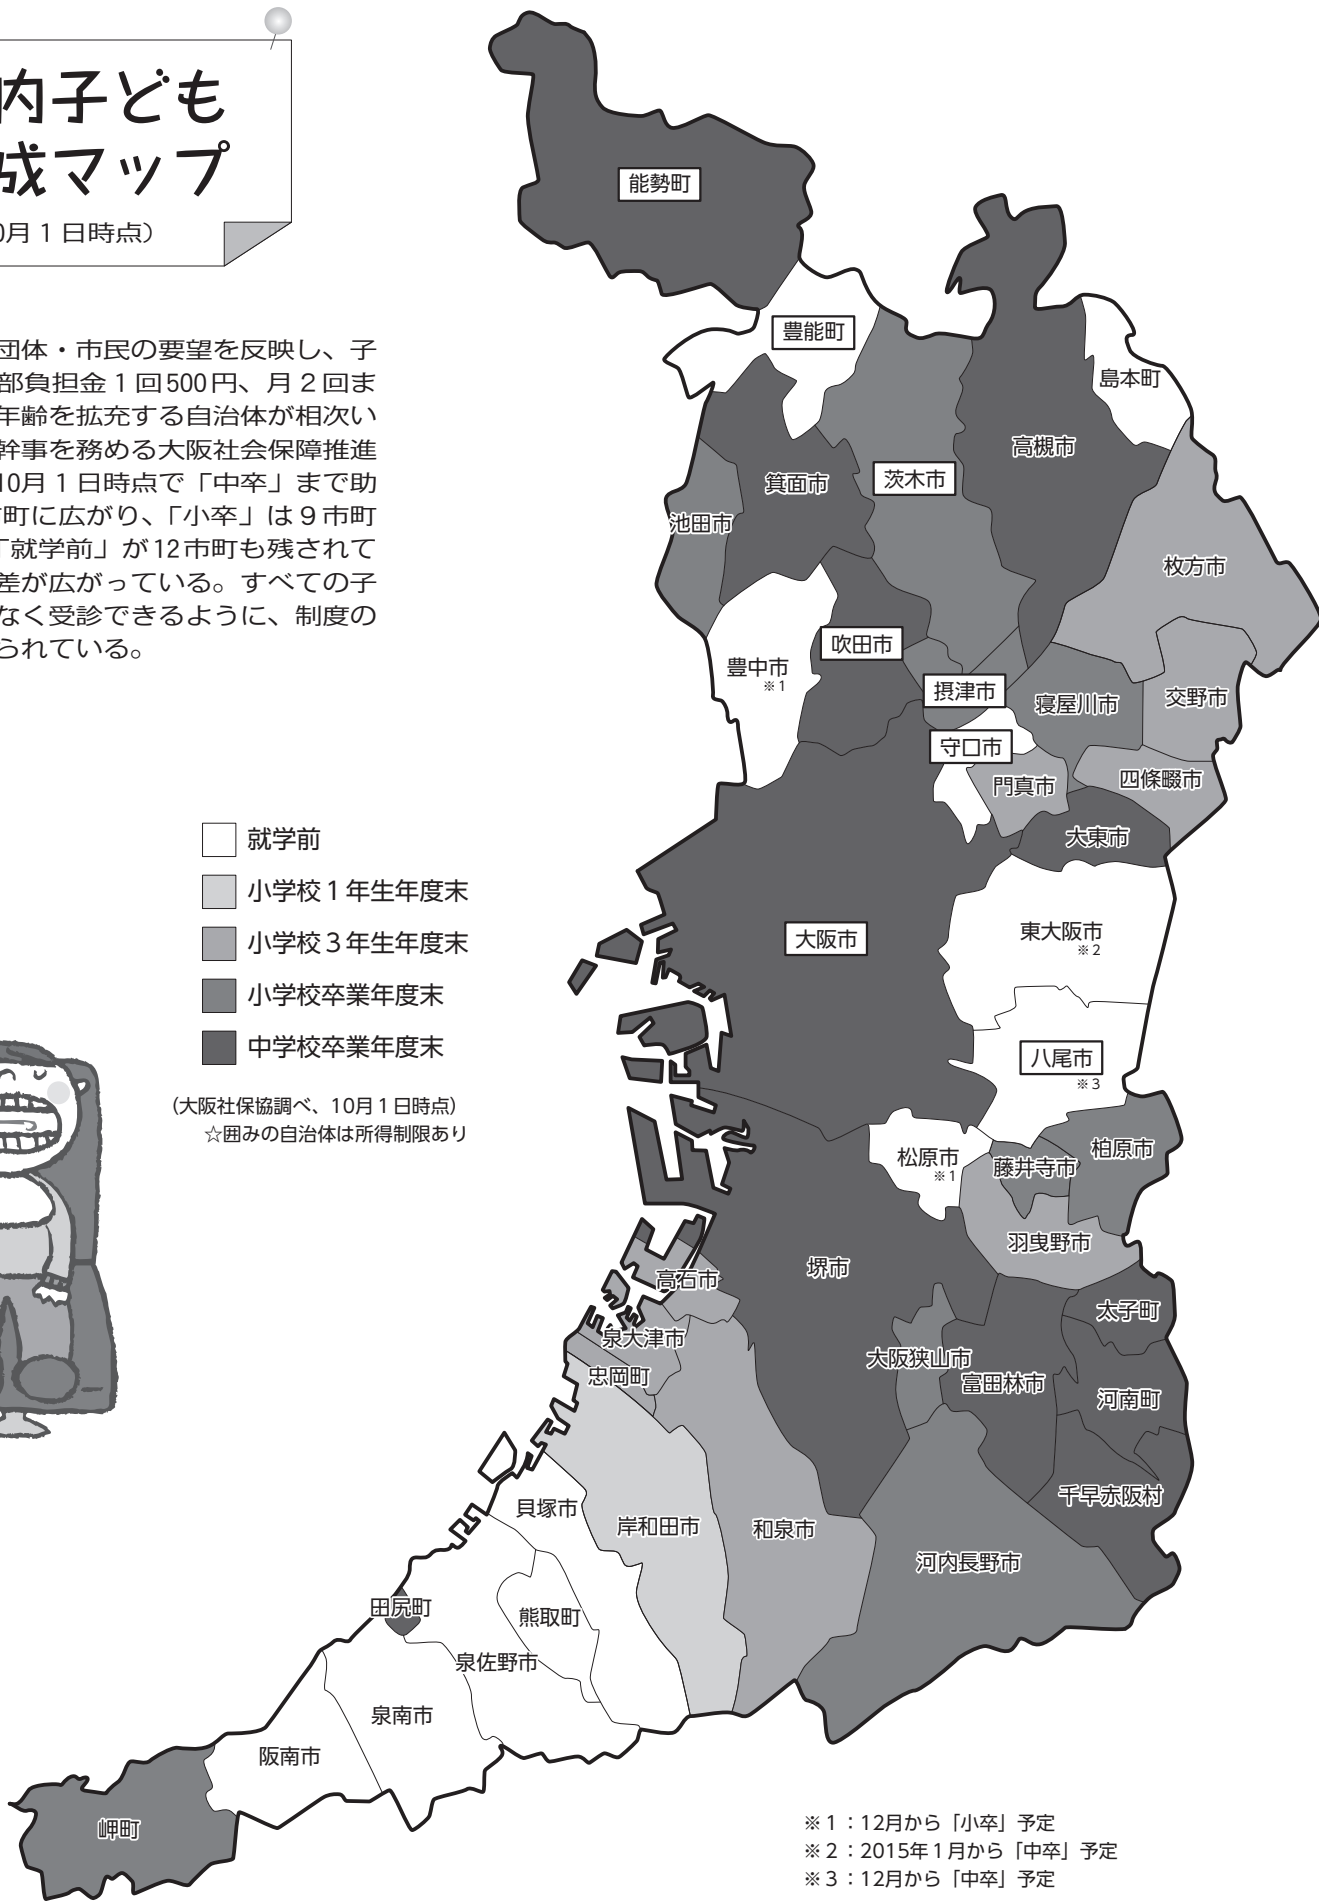 内子ども
成マップ
0月1日時点）
団体・市民の要望を反映し、子
部負担金1回500円、月2回ま
年齢を拡充する自治体が相次い
幹事を務める大阪社会保障推進
10月1日時点で「中卒」まで助
市町に広がり、「小卒」は9市町
「就学前」が12市町も残されて
差が広がっている。すべての子
なく受診できるように、制度の
られている。
就学前
小学校1年生年度末
小学校3年生年度末
小学校卒業年度末
中学校卒業年度末
（大阪社保協調べ、10月1日時点）
☆囲みの自治体は所得制限あり
能勢町
豊能町
島本町
高槻市
箕面市
茨木市
池田市
枚方市
吹田市
豊中市
※1
摂津市
寝屋川市
交野市
守口市
門真市
四條畷市
大東市
大阪市
東大阪市
※2
八尾市
※3
松原市
※1
藤井寺市
柏原市
羽曳野市
堺市
高石市
太子町
泉大津市
大阪狭山市
忠岡町
富田林市
河南町
千早赤阪村
貝塚市
岸和田市
和泉市
河内長野市
田尻町
熊取町
泉佐野市
泉南市
阪南市
岬町
※1：12月から「小卒」予定
※2：2015年1月から「中卒」予定
※3：12月から「中卒」予定